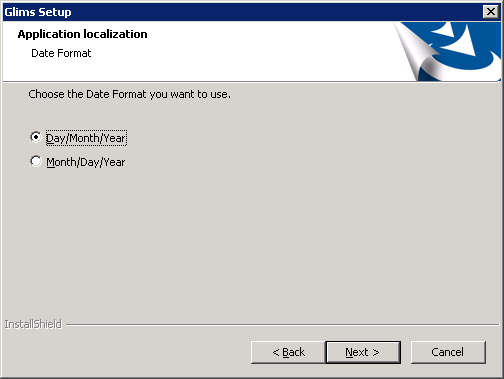 Glims Setup
Application localization
Date Format
Choose the Date Format you want to use.
Day/Month/Year
Month/Day/Year
InstallShield
< Back Next > Cancel